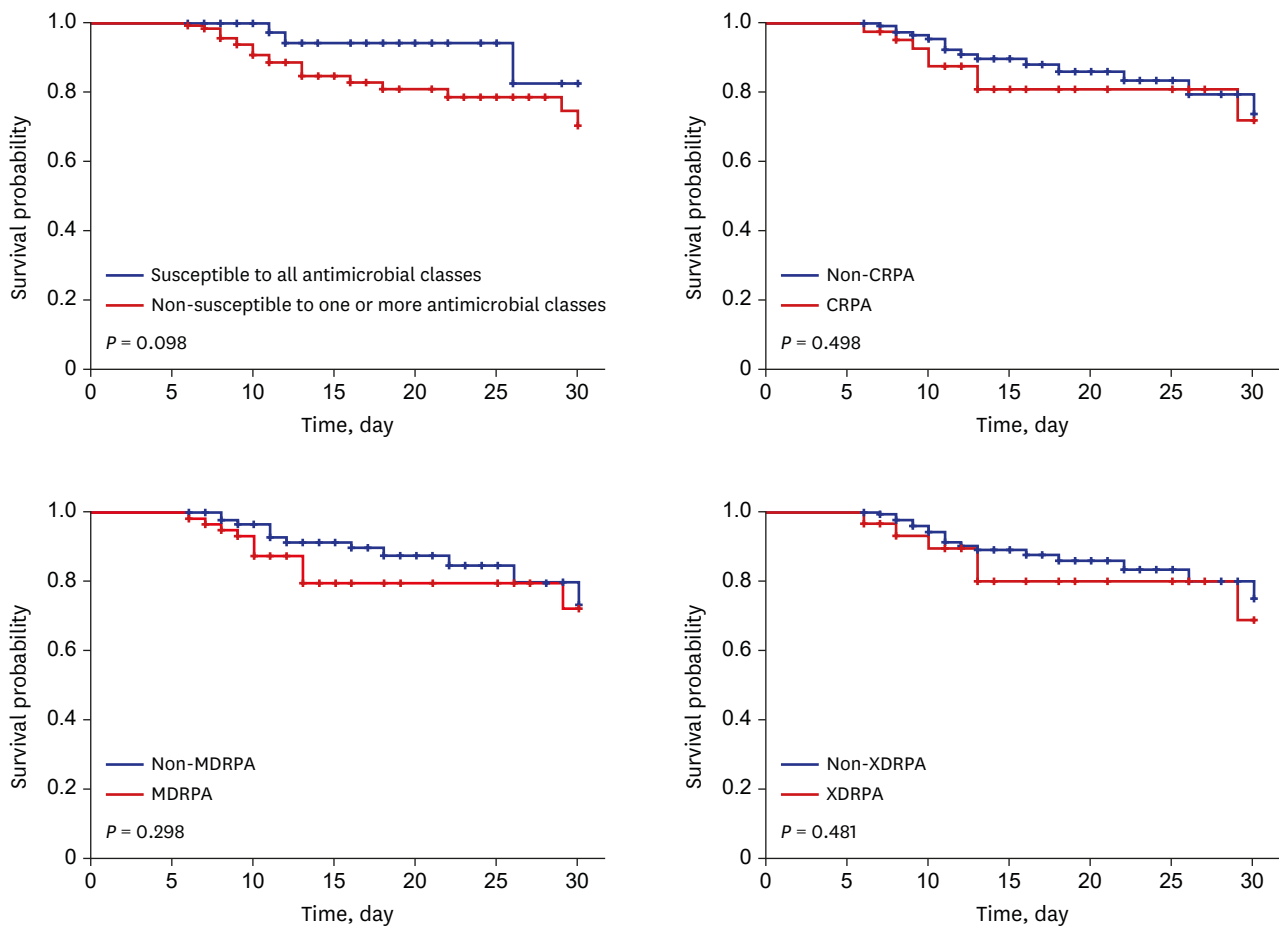 1.0
0.8
0.6
0.4
0.2
0
Survival probability
Susceptible to all antimicrobial classes
Non-susceptible to one or more antimicrobial classes
P = 0.098
0 5 10 15 20 25 30
Time, day
1.0
0.8
0.6
0.4
0.2
0
Survival probability
Non-CRPA
CRPA
P = 0.498
0 5 10 15 20 25 30
Time, day
1.0
0.8
0.6
0.4
0.2
0
Survival probability
Non-MDRPA
MDRPA
P = 0.298
0 5 10 15 20 25 30
Time, day
1.0
0.8
0.6
0.4
0.2
0
Survival probability
Non-XDRPA
XDRPA
P = 0.481
0 5 10 15 20 25 30
Time, day